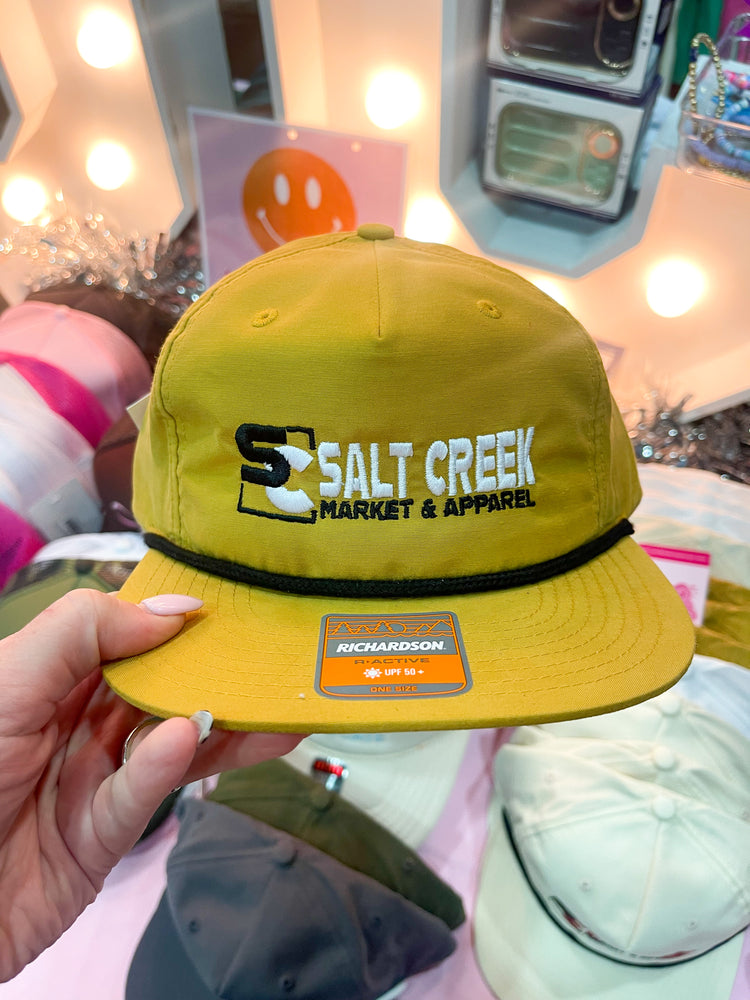 SC
SALT CREEK
MARKET & APPAREL
RICHARDSON.
R-ACTIVE
UPF 50+
ONE SIZE